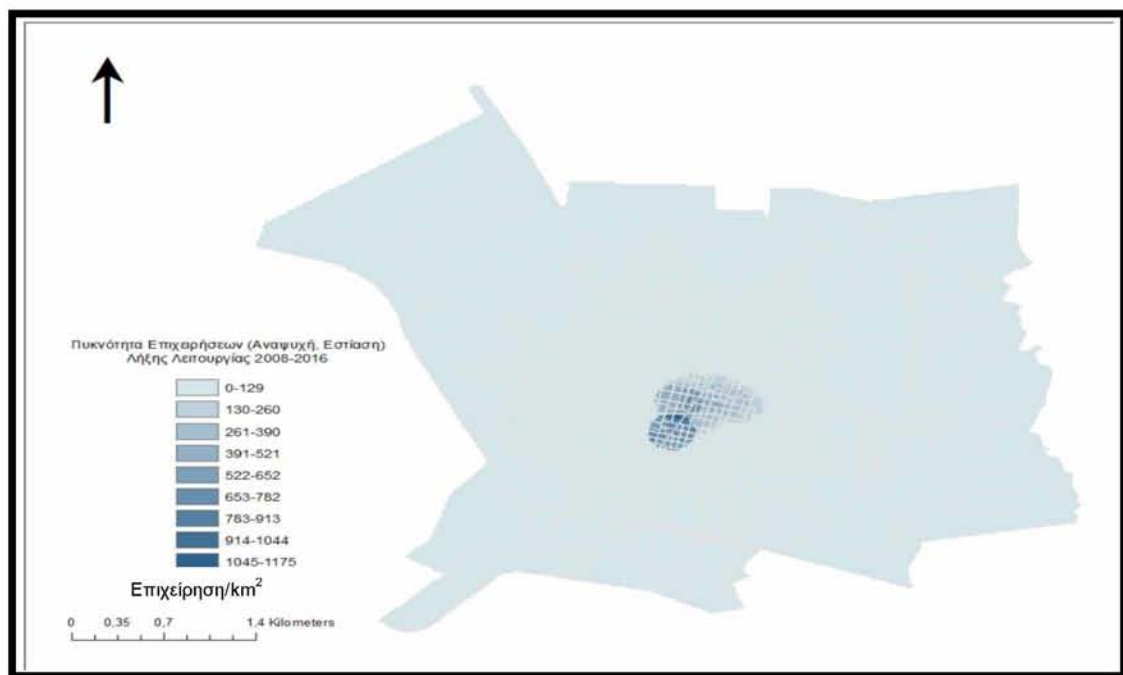 Πυκνότητα Επιχειρήσεων (Αναψυχή, Εστίαση)
Λήξης Λειτουργίας 2008-2016
0-129
130-260
261-390
391-521
522-652
653-782
783-913
914-1044
1045-1175
Επιχείρηση/km²
0 0,35 0,7 1,4 Kilometers